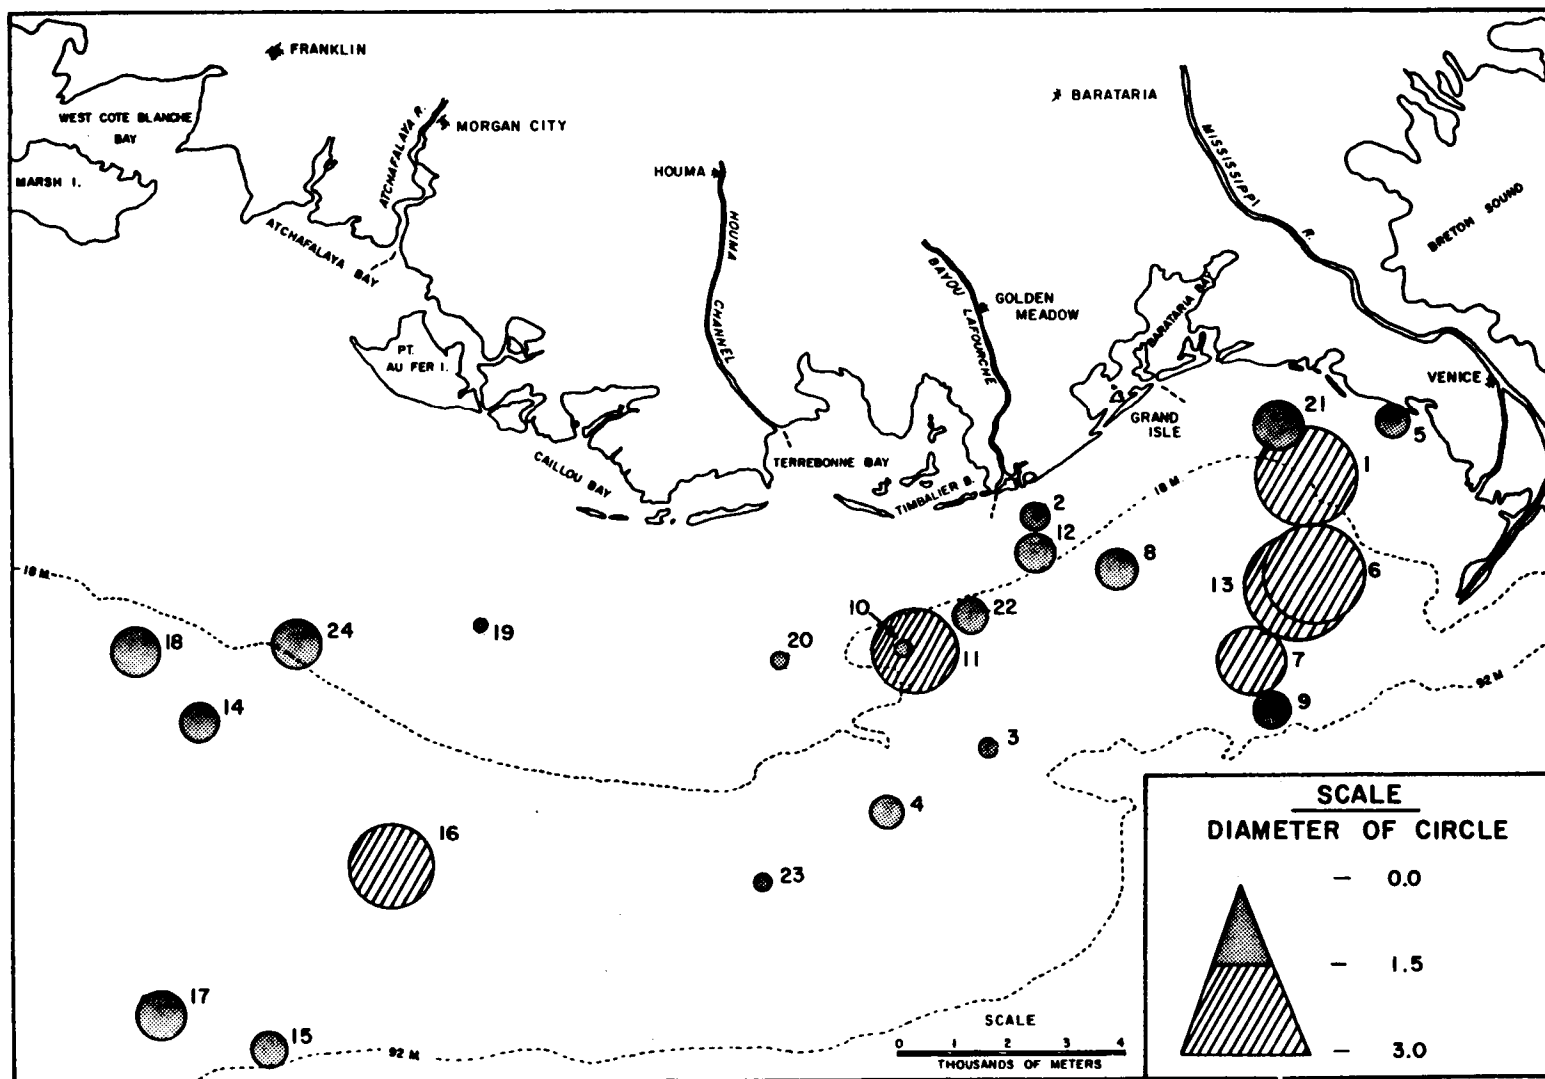 FRANKLIN
WEST COTE BLANCHE
BAY
MARSH I.
ATCHAFALAYA R.
MORGAN CITY
ATCHAFALAYA BAY
HOUMA
HOUMA
CHANNEL
BARATARIA
MISSISSIPPI
R.
BRETON SOUND
BAYOU
LAFOURCHE
GOLDEN
MEADOW
BARATARIA BAY
PT.
AU FER I.
VENICE
GRAND
ISLE
CAILLOU BAY
TERREBONNE BAY
TIMBALIER B.
21
5
1
18 M
2
12
8
13
6
18 M.
18
24
19
20
10
11
22
7
9
92 M
14
3
4
16
23
17
15
92 M.
SCALE
0 1 2 3 4
THOUSANDS OF METERS
SCALE
DIAMETER OF CIRCLE
— 0.0
— 1.5
— 3.0